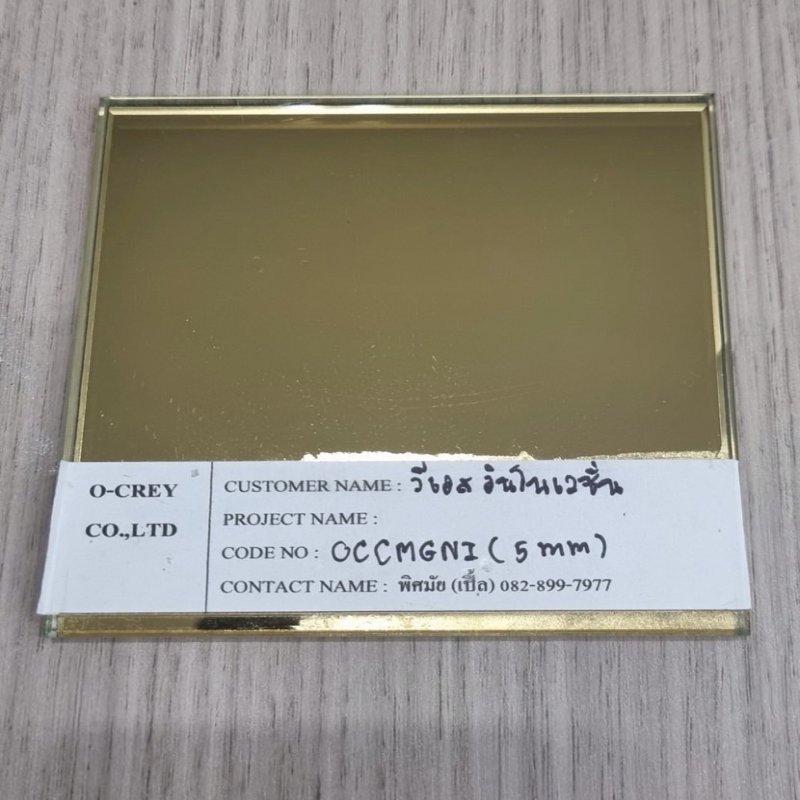 O-CREY
CO.,LTD
CUSTOMER NAME : วีเอส อินโนเวชั่น
PROJECT NAME :
CODE NO : OCCMGNI (5 mm)
CONTACT NAME : พิศมัย (เปิ้ล) 082-899-7977